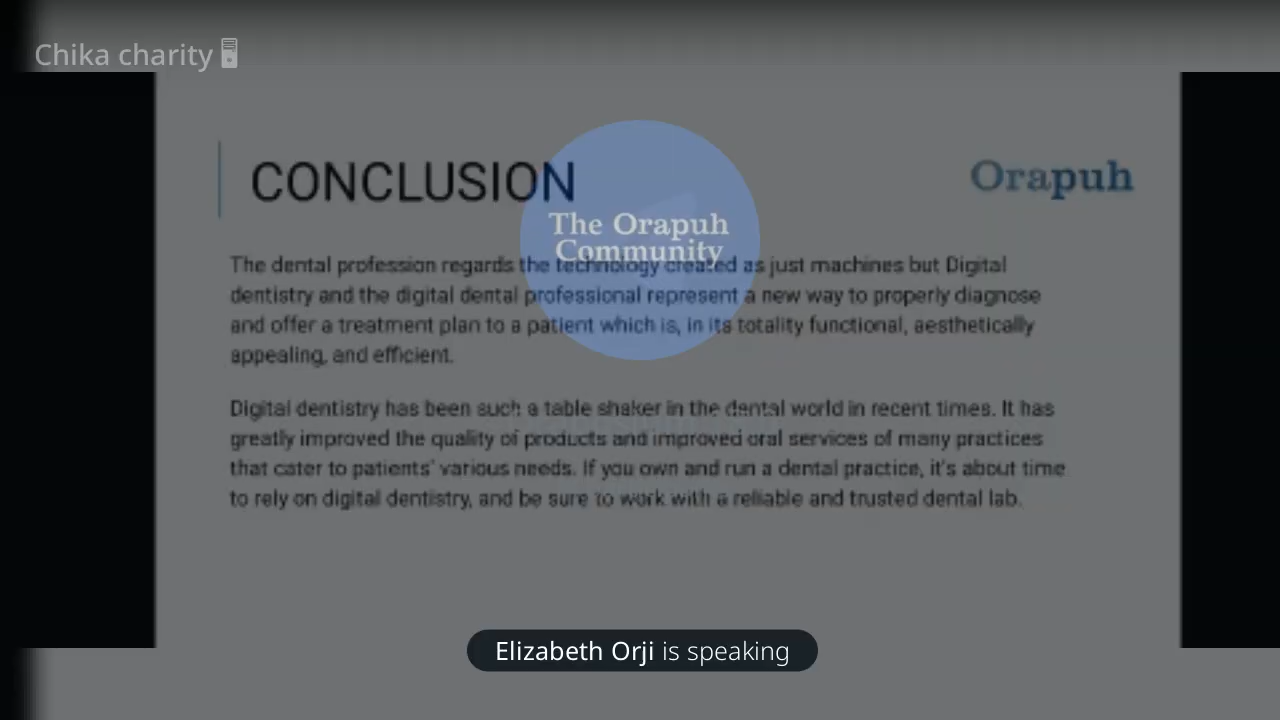 Chika charity
CONCLUSION
Orapuh
The Orapuh
Community
The dental profession regards the technology created as just machines but Digital
dentistry and the digital dental professional represent a new way to properly diagnose
and offer a treatment plan to a patient which is, in its totality functional, aesthetically
appealing, and efficient.
Digital dentistry has been such a table shaker in the dental world in recent times. It has
greatly improved the quality of products and improved oral services of many practices
that cater to patients' various needs. If you own and run a dental practice, it's about time
to rely on digital dentistry, and be sure to work with a reliable and trusted dental lab.
Elizabeth Orji is speaking